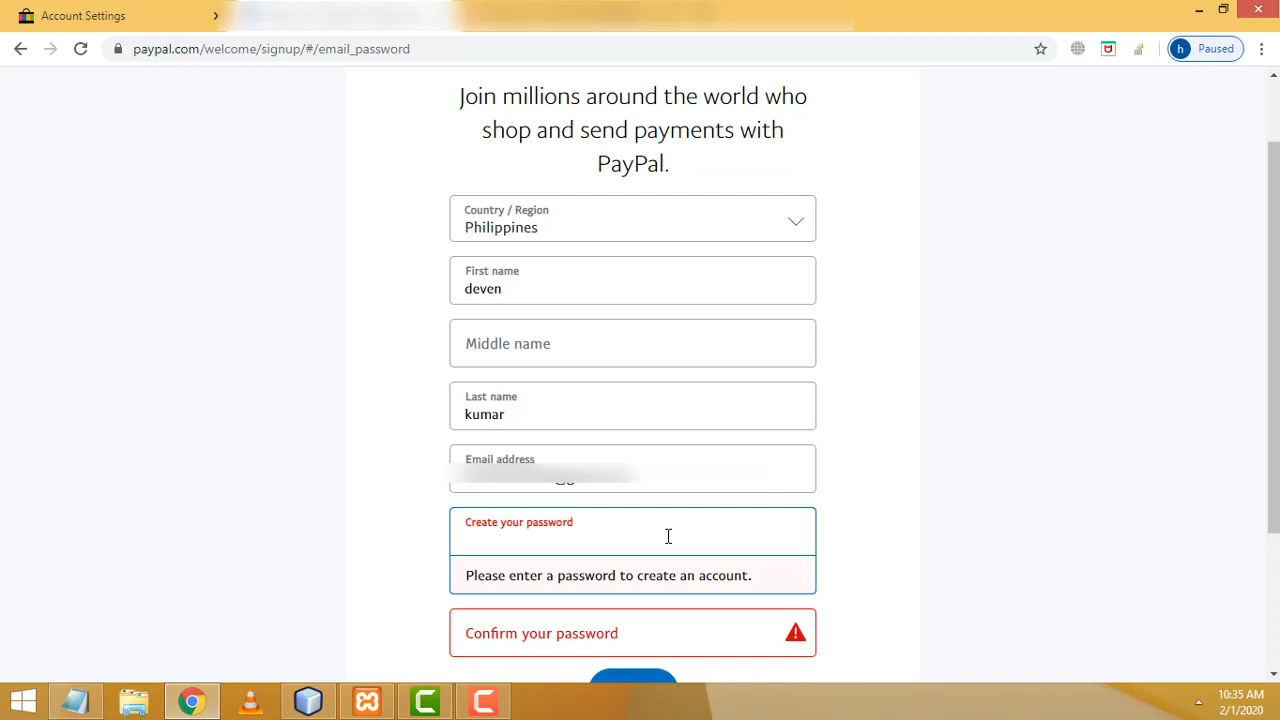 Account Settings
paypal.com/welcome/signup/#/email_password
h Paused
Join millions around the world who
shop and send payments with
PayPal.
Country / Region
Philippines
First name
deven
Middle name
Last name
kumar
Email address
Create your password
Please enter a password to create an account.
Confirm your password
10:35 AM
2/1/2020